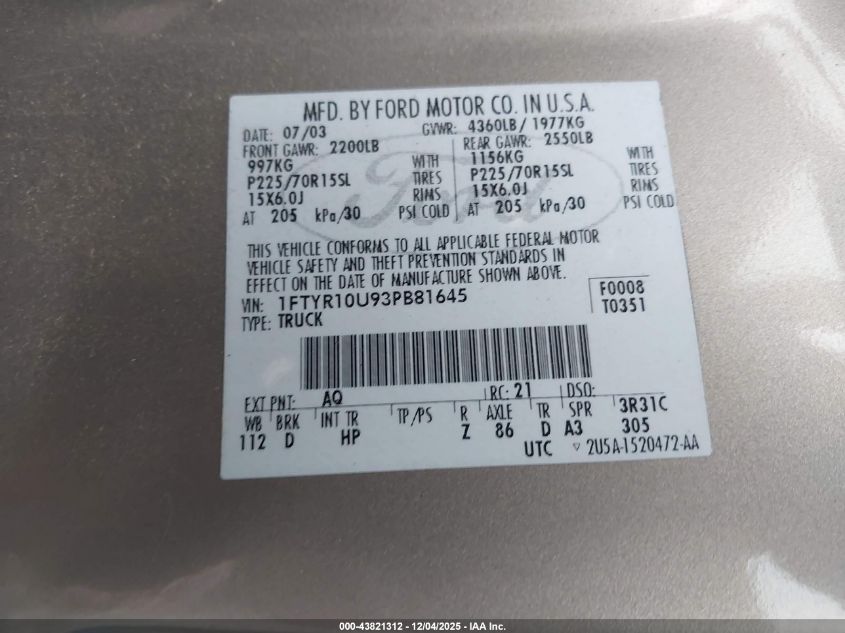 MFD. BY FORD MOTOR CO. IN U.S.A.
DATE: 07/03 GVWR: 4360LB/ 1977KG
FRONT GAWR: 2200LB REAR GAWR: 2550LB
997KG WITH 1156KG WITH
P225/70R15SL TIRES P225/70R15SL TIRES
15X6.0J RIMS 15X6.0J RIMS
AT 205 kPa/30 PSI COLD AT 205 kPa/30 PSI COLD
Ford
THIS VEHICLE CONFORMS TO ALL APPLICABLE FEDERAL MOTOR
VEHICLE SAFETY AND THEFT PREVENTION STANDARDS IN
EFFECT ON THE DATE OF MANUFACTURE SHOWN ABOVE.
VIN: 1FTYR10U93PB81645 F0008
TYPE: TRUCK T0351
EXT PNT: AQ RC: 21 DSO:
WB BRK INT TR TP/PS R AXLE TR SPR 3R31C
112 D HP Z 86 D A3 305
UTC ▽ 2U5A-1520472-AA
000-43821312 - 12/04/2025 - IAA Inc.